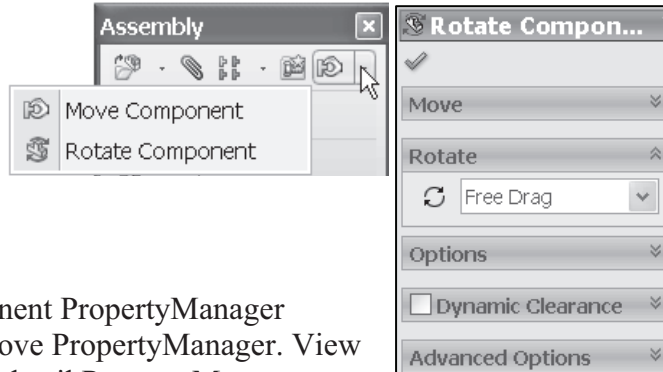 Assembly
Move Component
Rotate Component
Rotate Compon...
Move
Rotate
Free Drag
Options
Dynamic Clearance
Advanced Options
PropertyManager
PropertyManager. View